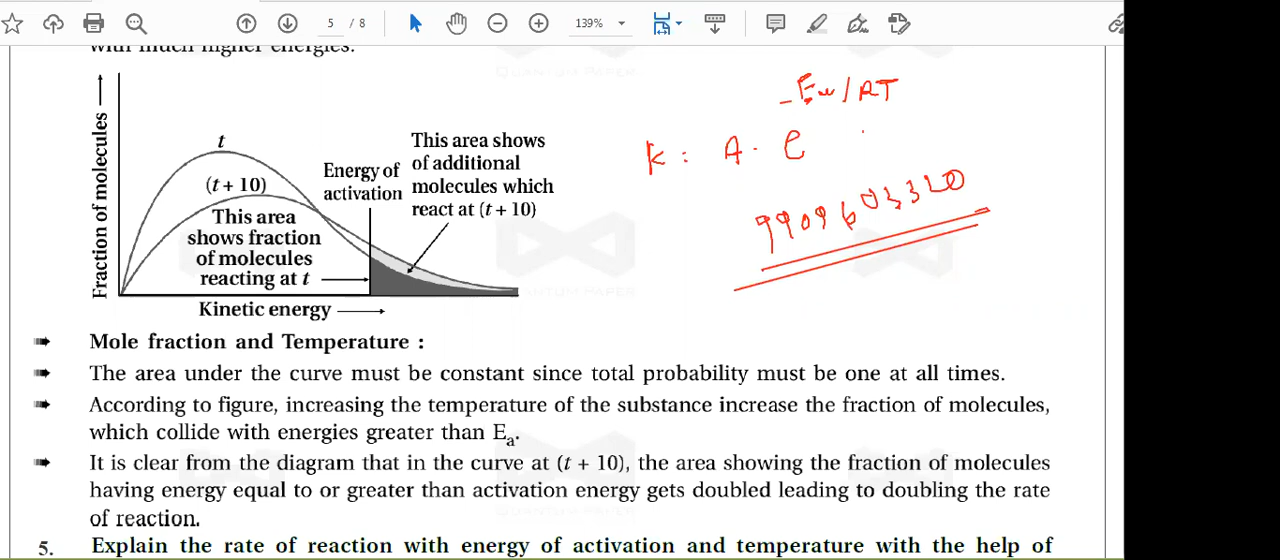 5 / 8
139%
with much higher energies.
Fraction of molecules
t
(t + 10)
This area
shows fraction
of molecules
reacting at t
Energy of
activation
This area shows
of additional
molecules which
react at (t + 10)
Kinetic energy
k : A · e
/ RT
QUANTUM PAPER
Mole fraction and Temperature :
The area under the curve must be constant since total probability must be one at all times.
According to figure, increasing the temperature of the substance increase the fraction of molecules,
which collide with energies greater than Ea.
It is clear from the diagram that in the curve at (t + 10), the area showing the fraction of molecules
having energy equal to or greater than activation energy gets doubled leading to doubling the rate
of reaction.
5. Explain the rate of reaction with energy of activation and temperature with the help of